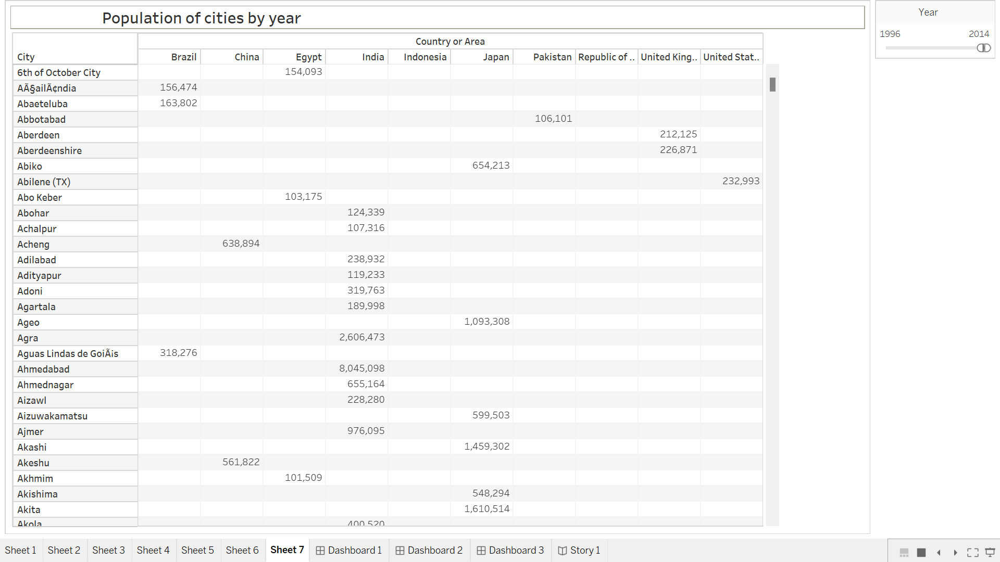 Population of cities by year
Year
1996 2014
Country or Area
City Brazil China Egypt India Indonesia Japan Pakistan Republic of .. United King.. United Stat..
6th of October City 154,093
AÃ§ailÃ¢ndia 156,474
Abaeteluba 163,802
Abbotabad 106,101
Aberdeen 212,125
Aberdeenshire 226,871
Abiko 654,213
Abilene (TX) 232,993
Abo Keber 103,175
Abohar 124,339
Achalpur 107,316
Acheng 638,894
Adilabad 238,932
Adityapur 119,233
Adoni 319,763
Agartala 189,998
Ageo 1,093,308
Agra 2,606,473
Aguas Lindas de GoiÃ¡s 318,276
Ahmedabad 8,045,098
Ahmednagar 655,164
Aizawl 228,280
Aizuwakamatsu 599,503
Ajmer 976,095
Akashi 1,459,302
Akeshu 561,822
Akhmim 101,509
Akishima 548,294
Akita 1,610,514
Akola 400,520
Sheet 1 Sheet 2 Sheet 3 Sheet 4 Sheet 5 Sheet 6 Sheet 7 Dashboard 1 Dashboard 2 Dashboard 3 Story 1